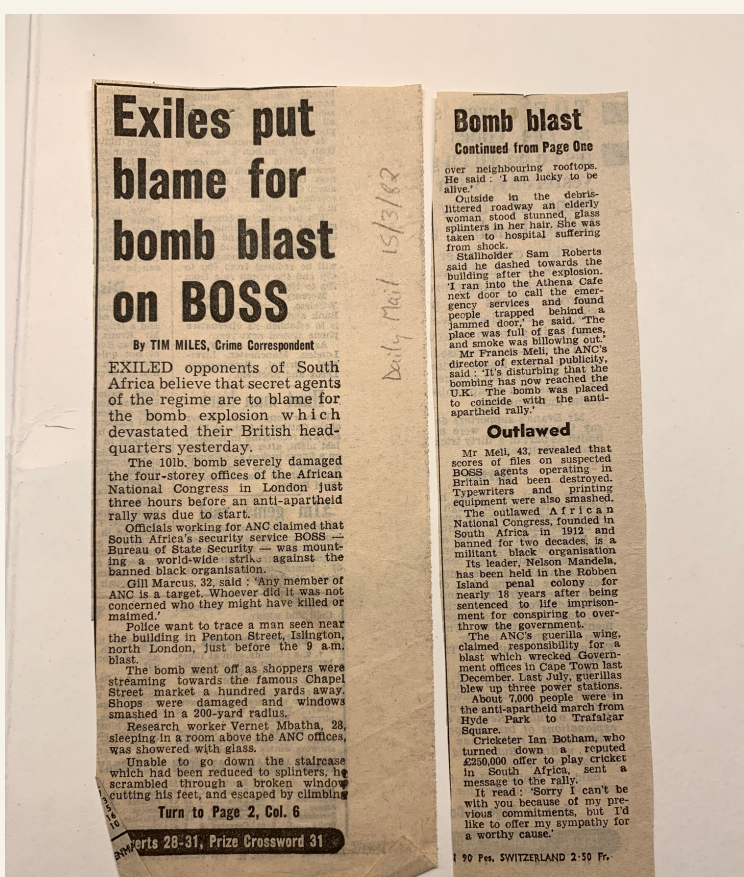 Exiles put
blame for
bomb blast
on BOSS
By TIM MILES, Crime Correspondent
EXILED opponents of South
Africa believe that secret agents
of the regime are to blame for
the bomb explosion which
devastated their British head-
quarters yesterday.
The 10lb. bomb severely damaged
the four-storey offices of the African
National Congress in London just
three hours before an anti-apartheid
rally was due to start.
Officials working for ANC claimed that
South Africa's security service BOSS —
Bureau of State Security — was mount-
ing a world-wide strike against the
banned black organisation.
Gill Marcus, 32, said : 'Any member of
ANC is a target. Whoever did it was not
concerned who they might have killed or
maimed.'
Police want to trace a man seen near
the building in Penton Street, Islington,
north London, just before the 9 a.m.
blast.
The bomb went off as shoppers were
streaming towards the famous Chapel
Street market a hundred yards away.
Shops were damaged and windows
smashed in a 200-yard radius.
Research worker Vernet Mbatha, 28,
sleeping in a room above the ANC offices,
was showered with glass.
Unable to go down the staircase
which had been reduced to splinters, he
scrambled through a broken window
cutting his feet, and escaped by climbing
Turn to Page 2, Col. 6
erts 28-31, Prize Crossword 31
Daily Mail 15/3/82
Bomb blast
Continued from Page One
over neighbouring rooftops.
He said : 'I am lucky to be
alive.'
Outside in the debris-
littered roadway an elderly
woman stood stunned, glass
splinters in her hair. She was
taken to hospital suffering
from shock.
Stallholder Sam Roberts
said he dashed towards the
building after the explosion.
'I ran into the Athena Cafe
next door to call the emer-
gency services and found
people trapped behind a
jammed door,' he said. 'The
place was full of gas fumes,
and smoke was billowing out.'
Mr Francis Meli, the ANC's
director of external publicity,
said : 'It's disturbing that the
bombing has now reached the
U.K. The bomb was placed
to coincide with the anti-
apartheid rally.'
Outlawed
Mr Meli, 43, revealed that
scores of files on suspected
BOSS agents operating in
Britain had been destroyed.
Typewriters and printing
equipment were also smashed.
The outlawed African
National Congress, founded in
South Africa in 1912 and
banned for two decades, is a
militant black organisation
Its leader, Nelson Mandela,
has been held in the Robben
Island penal colony for
nearly 18 years after being
sentenced to life imprison-
ment for conspiring to over-
throw the government.
The ANC's guerilla wing,
claimed responsibility for a
blast which wrecked Govern-
ment offices in Cape Town last
December. Last July, guerillas
blew up three power stations.
About 7,000 people were in
the anti-apartheid march from
Hyde Park to Trafalgar
Square.
Cricketer Ian Botham, who
turned down a reputed
£250,000 offer to play cricket
in South Africa, sent a
message to the rally.
It read : 'Sorry I can't be
with you because of my pre-
vious commitments, but I'd
like to offer my sympathy for
a worthy cause.'
90 Pes, SWITZERLAND 2·50 Fr.